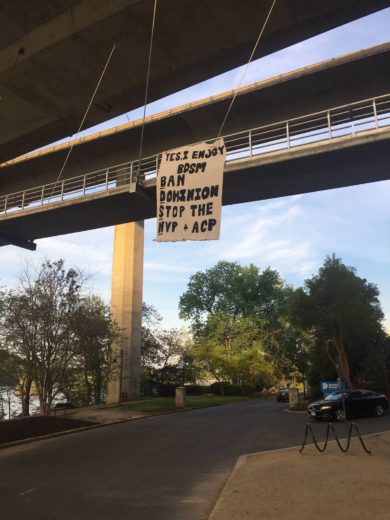 YES, I ENJOY
BDSM
BAN
DOMINION
STOP THE
MVP + ACP